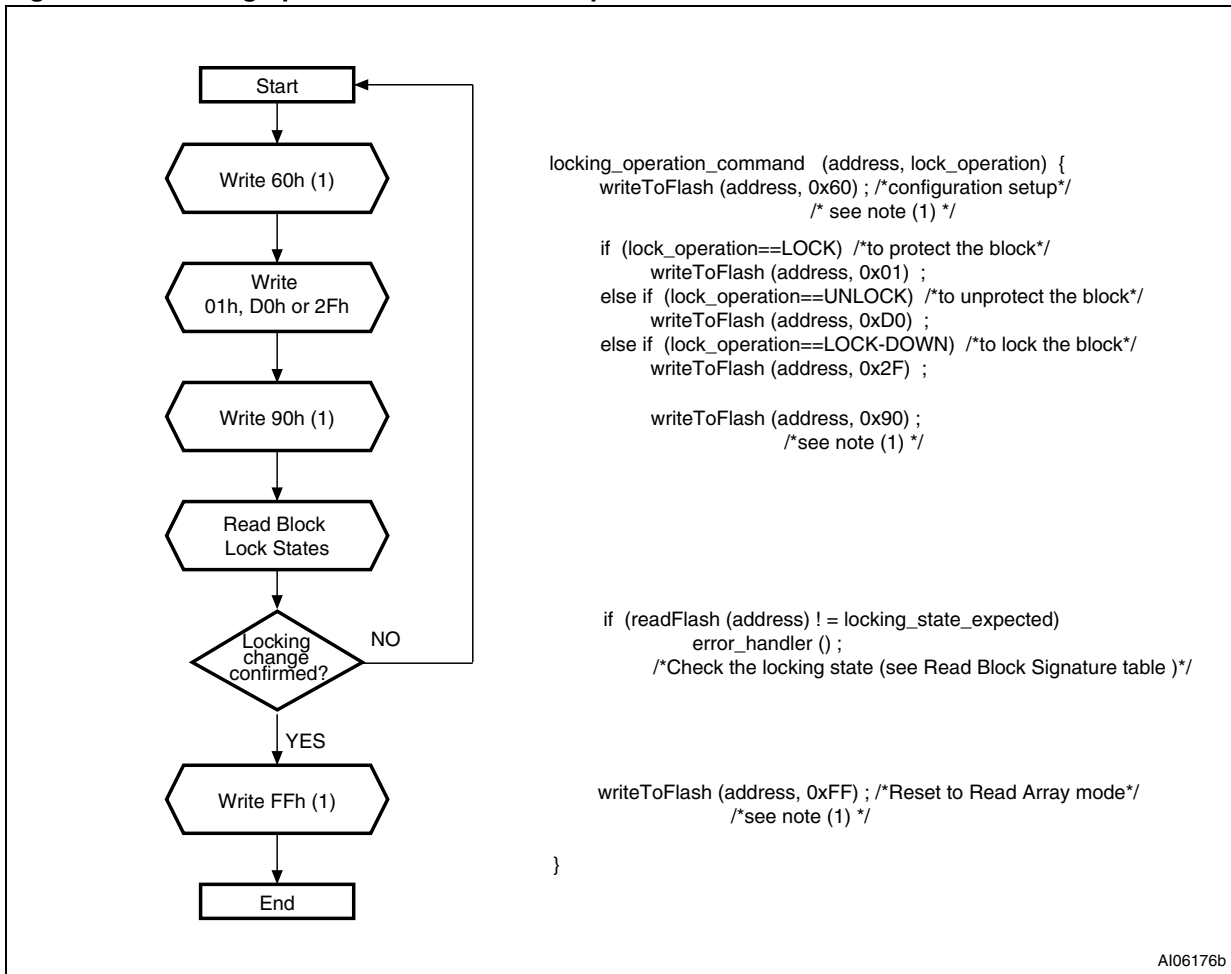 Start
Write 60h (1)
Write
01h, D0h or 2Fh
Write 90h (1)
Read Block
Lock States
Locking
change
confirmed?
NO
YES
Write FFh (1)
End
locking_operation_command (address, lock_operation) {
writeToFlash (address, 0x60) ; /*configuration setup*/
/* see note (1) */
if (lock_operation==LOCK) /*to protect the block*/
writeToFlash (address, 0x01) ;
else if (lock_operation==UNLOCK) /*to unprotect the block*/
writeToFlash (address, 0xD0) ;
else if (lock_operation==LOCK-DOWN) /*to lock the block*/
writeToFlash (address, 0x2F) ;
writeToFlash (address, 0x90) ;
/*see note (1) */
if (readFlash (address) ! = locking_state_expected)
error_handler () ;
/*Check the locking state (see Read Block Signature table )*/
writeToFlash (address, 0xFF) ; /*Reset to Read Array mode*/
/*see note (1) */
}
AI06176b